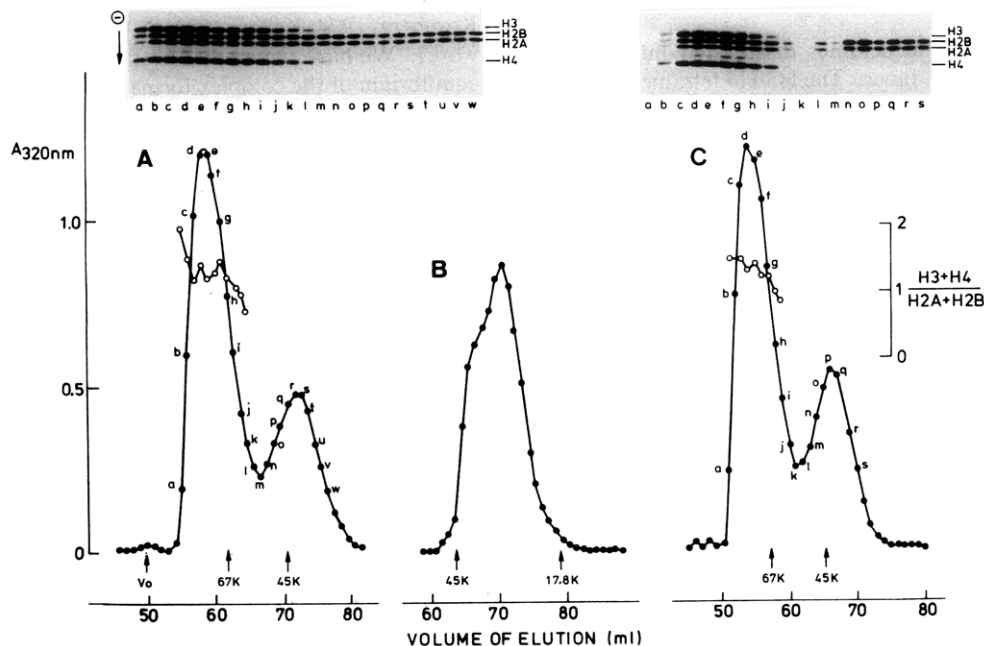 ⊖
H3
H2B
H2A
H4
a b c d e f g h i j k l m n o p q r s t u v w
H3
H2B
H2A
H4
a b c d e f g h i j k l m n o p q r s
A320nm
1.0
0.5
0
A
a
b
c
d
e
f
g
h
i
j
k
l
m
n
o
p
q
r
s
t
u
v
w
Vo
67K
45K
50 60 70 80
B
45K
17.8K
60 70 80
C
a
b
c
d
e
f
g
h
i
j
k
l
m
n
o
p
q
r
s
67K
45K
50 60 70 80
2
1
0
H3+H4
H2A+H2B
VOLUME OF ELUTION (ml)